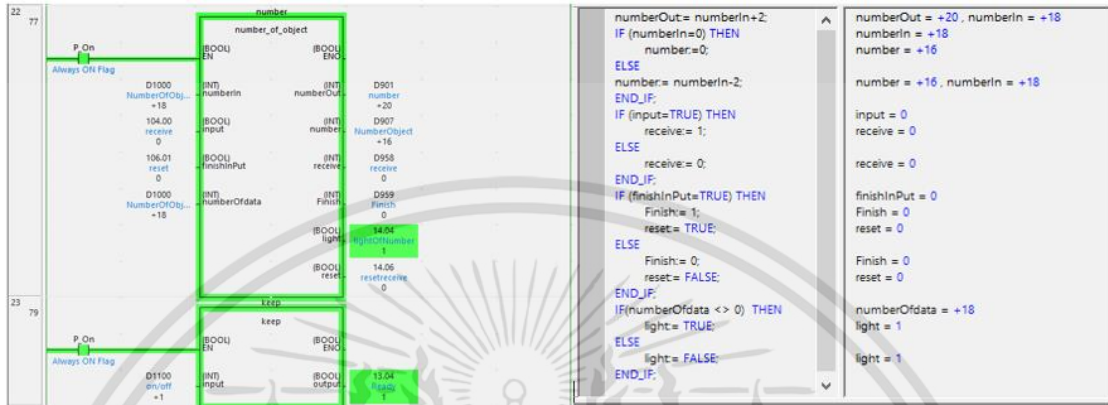 22
77
number
number_of_object
P_On
Always ON Flag
(BOOL)
EN
(BOOL)
ENO
D1000
NumberOfObj...
+18
(INT)
numberIn
(INT)
numberOut
D901
number
+20
104.00
receive
0
(BOOL)
input
(INT)
number
D907
NumberObject
+16
106.01
reset
0
(BOOL)
finishInPut
(INT)
receive
D958
receive
0
D1000
NumberOfObj...
+18
(INT)
numberOfdata
(INT)
Finish
D959
Finish
0
(BOOL)
light
14.04
lightOfNumber
1
(BOOL)
reset
14.06
resetreceive
0
23
79
keep
keep
P_On
Always ON Flag
(BOOL)
EN
(BOOL)
ENO
D1100
on/off
+1
(INT)
input
(BOOL)
output
13.04
Ready
1
numberOut:= numberIn+2;
IF (numberIn=0) THEN
number:=0;
ELSE
number:= numberIn-2;
END_IF;
IF (input=TRUE) THEN
receive:= 1;
ELSE
receive:= 0;
END_IF;
IF (finishInPut=TRUE) THEN
Finish:= 1;
reset:= TRUE;
ELSE
Finish:= 0;
reset:= FALSE;
END_IF;
IF(numberOfdata <> 0) THEN
light:= TRUE;
ELSE
light:= FALSE;
END_IF;
numberOut = +20 , numberIn = +18
numberIn = +18
number = +16
number = +16 , numberIn = +18
input = 0
receive = 0
receive = 0
finishInPut = 0
Finish = 0
reset = 0
Finish = 0
reset = 0
numberOfdata = +18
light = 1
light = 1